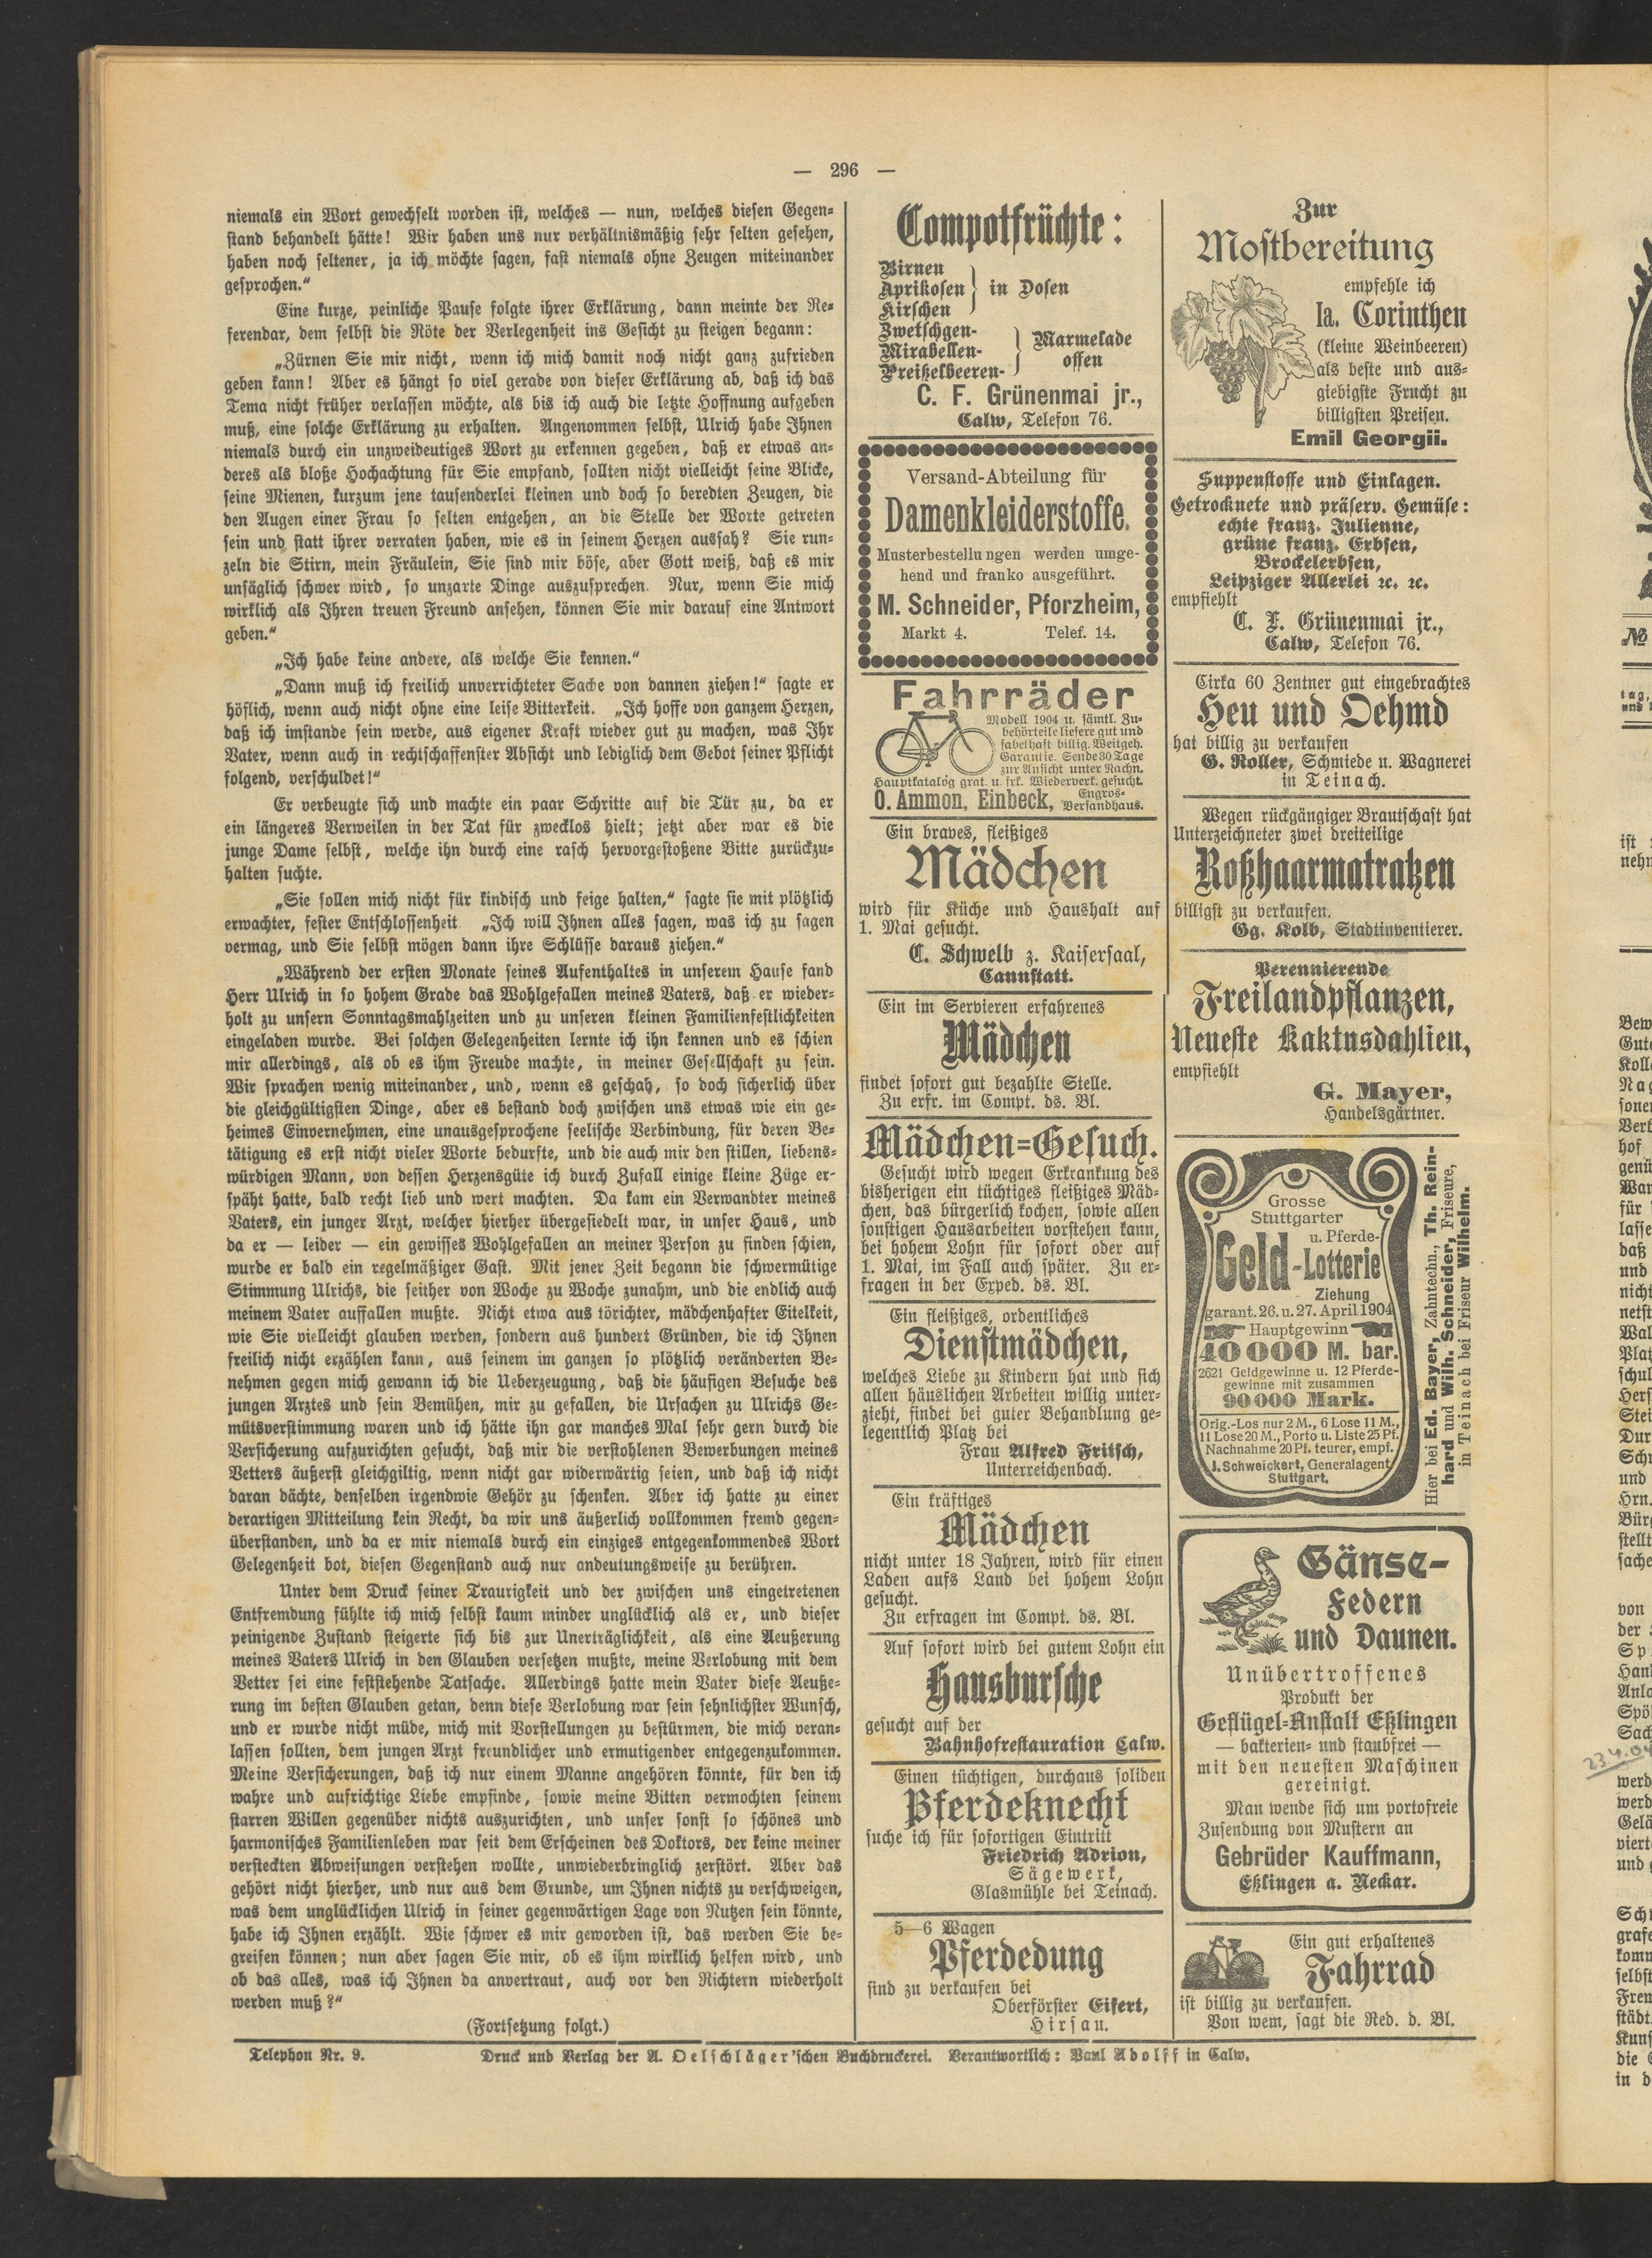 — 296 —
niemals ein Wort gewechselt worden ist, welches — nun, welches diesen Gegen-
stand behandelt hätte! Wir haben uns nur verhältnismäßig sehr selten gesehen,
haben noch seltener, ja ich möchte sagen, fast niemals ohne Zeugen miteinander
gesprochen.“
Eine kurze, peinliche Pause folgte ihrer Erklärung, dann meinte der Re-
ferendar, dem selbst die Röte der Verlegenheit ins Gesicht zu steigen begann:
„Zürnen Sie mir nicht, wenn ich mich damit noch nicht ganz zufrieden
geben kann! Aber es hängt so viel gerade von dieser Erklärung ab, daß ich das
Tema nicht früher verlassen möchte, als bis ich auch die letzte Hoffnung aufgeben
muß, eine solche Erklärung zu erhalten. Angenommen selbst, Ulrich habe Ihnen
niemals durch ein unzweideutiges Wort zu erkennen gegeben, daß er etwas an-
deres als bloße Hochachtung für Sie empfand, sollten nicht vielleicht seine Blicke,
seine Mienen, kurzum jene tausenderlei kleinen und doch so beredten Zeugen, die
den Augen einer Frau so selten entgehen, an die Stelle der Worte getreten
sein und statt ihrer verraten haben, wie es in seinem Herzen aussah? Sie run-
zeln die Stirn, mein Fräulein, Sie sind mir böse, aber Gott weiß, daß es mir
unsäglich schwer wird, so unzarte Dinge auszusprechen. Nur, wenn Sie mich
wirklich als Ihren treuen Freund ansehen, können Sie mir darauf eine Antwort
geben.“
„Ich habe keine andere, als welche Sie kennen.“
„Dann muß ich freilich unverrichteter Sache von dannen ziehen!“ sagte er
höflich, wenn auch nicht ohne eine leise Bitterkeit. „Ich hoffe von ganzem Herzen,
daß ich imstande sein werde, aus eigener Kraft wieder gut zu machen, was Ihr
Vater, wenn auch in rechtschaffenster Absicht und lediglich dem Gebot seiner Pflicht
folgend, verschuldet!“
Er verbeugte sich und machte ein paar Schritte auf die Tür zu, da er
ein längeres Verweilen in der Tat für zwecklos hielt; jetzt aber war es die
junge Dame selbst, welche ihn durch eine rasch hervorgestoßene Bitte zurückzu-
halten suchte.
„Sie sollen mich nicht für kindisch und feige halten,“ sagte sie mit plötzlich
erwachter, fester Entschlossenheit „Ich will Ihnen alles sagen, was ich zu sagen
vermag, und Sie selbst mögen dann ihre Schlüsse daraus ziehen.“
„Während der ersten Monate seines Aufenthaltes in unserem Hause fand
Herr Ulrich in so hohem Grade das Wohlgefallen meines Vaters, daß er wieder-
holt zu unsern Sonntagsmahlzeiten und zu unseren kleinen Familienfestlichkeiten
eingeladen wurde. Bei solchen Gelegenheiten lernte ich ihn kennen und es schien
mir allerdings, als ob es ihm Freude machte, in meiner Gesellschaft zu sein.
Wir sprachen wenig miteinander, und, wenn es geschah, so doch sicherlich über
die gleichgültigsten Dinge, aber es bestand doch zwischen uns etwas wie ein ge-
heimes Einvernehmen, eine unausgesprochene seelische Verbindung, für deren Be-
tätigung es erst nicht vieler Worte bedurfte, und die auch mir den stillen, liebens-
würdigen Mann, von dessen Herzensgüte ich durch Zufall einige kleine Züge er-
späht hatte, bald recht lieb und wert machten. Da kam ein Verwandter meines
Vaters, ein junger Arzt, welcher hierher übergesiedelt war, in unser Haus, und
da er — leider — ein gewisses Wohlgefallen an meiner Person zu finden schien,
wurde er bald ein regelmäßiger Gast. Mit jener Zeit begann die schwermütige
Stimmung Ulrichs, die seither von Woche zu Woche zunahm, und die endlich auch
meinem Vater auffallen mußte. Nicht etwa aus törichter, mädchenhafter Eitelkeit,
wie Sie vielleicht glauben werden, sondern aus hundert Gründen, die ich Ihnen
freilich nicht erzählen kann, aus seinem im ganzen so plötzlich veränderten Be-
nehmen gegen mich gewann ich die Ueberzeugung, daß die häufigen Besuche des
jungen Arztes und sein Bemühen, mir zu gefallen, die Ursachen zu Ulrichs Ge-
mütsverstimmung waren und ich hätte ihn gar manches Mal sehr gern durch die
Versicherung aufzurichten gesucht, daß mir die verstohlenen Bewerbungen meines
Vetters äußerst gleichgiltig, wenn nicht gar widerwärtig seien, und daß ich nicht
daran dächte, denselben irgendwie Gehör zu schenken. Aber ich hatte zu einer
derartigen Mitteilung kein Recht, da wir uns äußerlich vollkommen fremd gegen-
überstanden, und da er mir niemals durch ein einziges entgegenkommendes Wort
Gelegenheit bot, diesen Gegenstand auch nur andeutungsweise zu berühren.
Unter dem Druck seiner Traurigkeit und der zwischen uns eingetretenen
Entfremdung fühlte ich mich selbst kaum minder unglücklich als er, und dieser
peinigende Zustand steigerte sich bis zur Unerträglichkeit, als eine Aeußerung
meines Vaters Ulrich in den Glauben versetzen mußte, meine Verlobung mit dem
Vetter sei eine feststehende Tatsache. Allerdings hatte mein Vater diese Aeuße-
rung im besten Glauben getan, denn diese Verlobung war sein sehnlichster Wunsch,
und er wurde nicht müde, mich mit Vorstellungen zu bestürmen, die mich veran-
lassen sollten, dem jungen Arzt freundlicher und ermutigender entgegenzukommen.
Meine Versicherungen, daß ich nur einem Manne angehören könnte, für den ich
wahre und aufrichtige Liebe empfinde, sowie meine Bitten vermochten seinem
starren Willen gegenüber nichts auszurichten, und unser sonst so schönes und
harmonisches Familienleben war seit dem Erscheinen des Doktors, der keine meiner
versteckten Abweisungen verstehen wollte, unwiederbringlich zerstört. Aber das
gehört nicht hierher, und nur aus dem Grunde, um Ihnen nichts zu verschweigen,
was dem unglücklichen Ulrich in seiner gegenwärtigen Lage von Nutzen sein könnte,
habe ich Ihnen erzählt. Wie schwer es mir geworden ist, das werden Sie be-
greifen können; nun aber sagen Sie mir, ob es ihm wirklich helfen wird, und
ob das alles, was ich Ihnen da anvertraut, auch vor den Richtern wiederholt
werden muß?“
(Fortsetzung folgt.)
Compotfrüchte:
Birnen
Aprikosen } in Dosen
Kirschen
Zwetschgen-
Mirabellen- } Marmelade
Preißelbeeren- offen
C. F. Grünenmai jr.,
Calw, Telefon 76.
Versand-Abteilung für
Damenkleiderstoffe.
Musterbestellungen werden umge-
hend und franko ausgeführt.
M. Schneider, Pforzheim,
Markt 4. Telef. 14.
Fahrräder
Modell 1904 u. sämtl. Zu-
behörteile liefere gut und
fabelhaft billig. Weitgeh.
Garantie. Sende 30 Tage
zur Ansicht unter Nachn.
Hauptkatalog grat. u. frk. Wiederverk. gesucht.
O. Ammon, Einbeck, Engros-
Versandhaus.
Ein braves, fleißiges
Mädchen
wird für Küche und Haushalt auf
1. Mai gesucht.
C. Schwelb z. Kaisersaal,
Cannstatt.
Ein im Servieren erfahrenes
Mädchen
findet sofort gut bezahlte Stelle.
Zu erfr. im Compt. ds. Bl.
Mädchen-Gesuch.
Gesucht wird wegen Erkrankung des
bisherigen ein tüchtiges fleißiges Mäd-
chen, das bürgerlich kochen, sowie allen
sonstigen Hausarbeiten vorstehen kann,
bei hohem Lohn für sofort oder auf
1. Mai, im Fall auch später. Zu er-
fragen in der Exped. ds. Bl.
Ein fleißiges, ordentliches
Dienstmädchen,
welches Liebe zu Kindern hat und sich
allen häuslichen Arbeiten willig unter-
zieht, findet bei guter Behandlung ge-
legentlich Platz bei
Frau Alfred Fritsch,
Unterreichenbach.
Ein kräftiges
Mädchen
nicht unter 18 Jahren, wird für einen
Laden aufs Land bei hohem Lohn
gesucht.
Zu erfragen im Compt. ds. Bl.
Auf sofort wird bei gutem Lohn ein
Hausbursche
gesucht auf der
Bahnhofrestauration Calw.
Einen tüchtigen, durchaus soliden
Pferdeknecht
suche ich für sofortigen Eintritt
Friedrich Adrion,
Sägewerk,
Glasmühle bei Teinach.
5—6 Wagen
Pferdedung
sind zu verkaufen bei
Oberförster Eifert,
Hirsau.
Zur
Mostbereitung
empfehle ich
Ia. Corinthen
(kleine Weinbeeren)
als beste und aus-
giebigste Frucht zu
billigsten Preisen.
Emil Georgii.
Suppenstoffe und Einlagen.
Getrocknete und präserv. Gemüse:
echte franz. Julienne,
grüne franz. Erbsen,
Brockelerbsen,
Leipziger Allerlei ꝛc. ꝛc.
empfiehlt
C. F. Grünenmai jr.,
Calw, Telefon 76.
Cirka 60 Zentner gut eingebrachtes
Heu und Oehmd
hat billig zu verkaufen
G. Roller, Schmiede u. Wagnerei
in Teinach.
Wegen rückgängiger Brautschaft hat
Unterzeichneter zwei dreiteilige
Roßhaarmatratzen
billigst zu verkaufen.
Gg. Kolb, Stadtinventierer.
Perennierende
Freilandpflanzen,
Neueste Kaktusdahlien,
empfiehlt
G. Mayer,
Handelsgärtner.
Grosse
Stuttgarter
u. Pferde-
Geld-Lotterie
Ziehung
garant. 26. u. 27. April 1904
Hauptgewinn
40000 M. bar.
2621 Geldgewinne u. 12 Pferde-
gewinne mit zusammen
90000 Mark.
Orig.-Los nur 2 M., 6 Lose 11 M.,
11 Lose 20 M., Porto u. Liste 25 Pf.
Nachnahme 20 Pf. teurer, empf.
J. Schweickert, Generalagent
Stuttgart.
Hier bei Ed. Bayer, Zahntechn., Th. Rein-
hard und Wilh. Schneider, Friseure,
in Teinach bei Friseur Wilhelm.
Gänse-
Federn
und Daunen.
Unübertroffenes
Produkt der
Geflügel-Anstalt Eßlingen
— bakterien- und staubfrei —
mit den neuesten Maschinen
gereinigt.
Man wende sich um portofreie
Zusendung von Mustern an
Gebrüder Kauffmann,
Eßlingen a. Neckar.
Ein gut erhaltenes
Fahrrad
ist billig zu verkaufen.
Von wem, sagt die Red. d. Bl.
Telephon Nr. 9. Druck und Verlag der A. Oelschläger'schen Buchdruckerei. Verantwortlich: Paul Adolff in Calw.
23.4.04